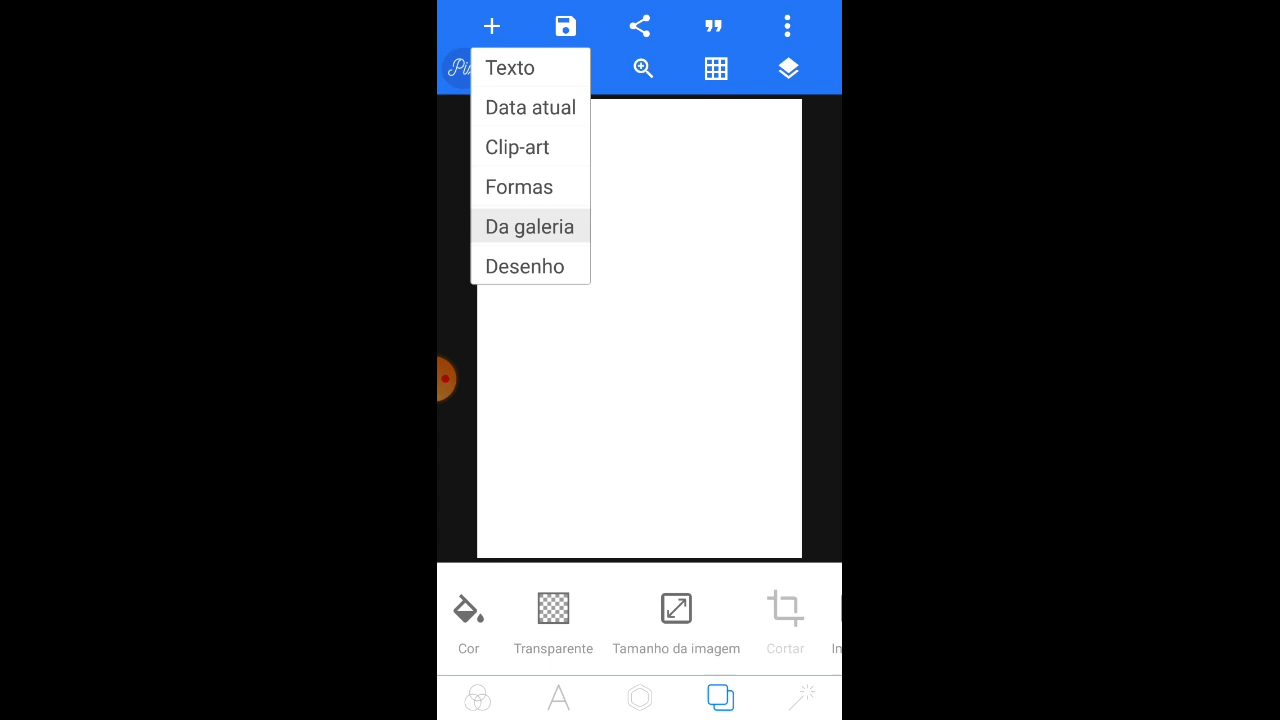 Texto
Data atual
Clip-art
Formas
Da galeria
Desenho
Cor
Transparente
Tamanho da imagem
Cortar